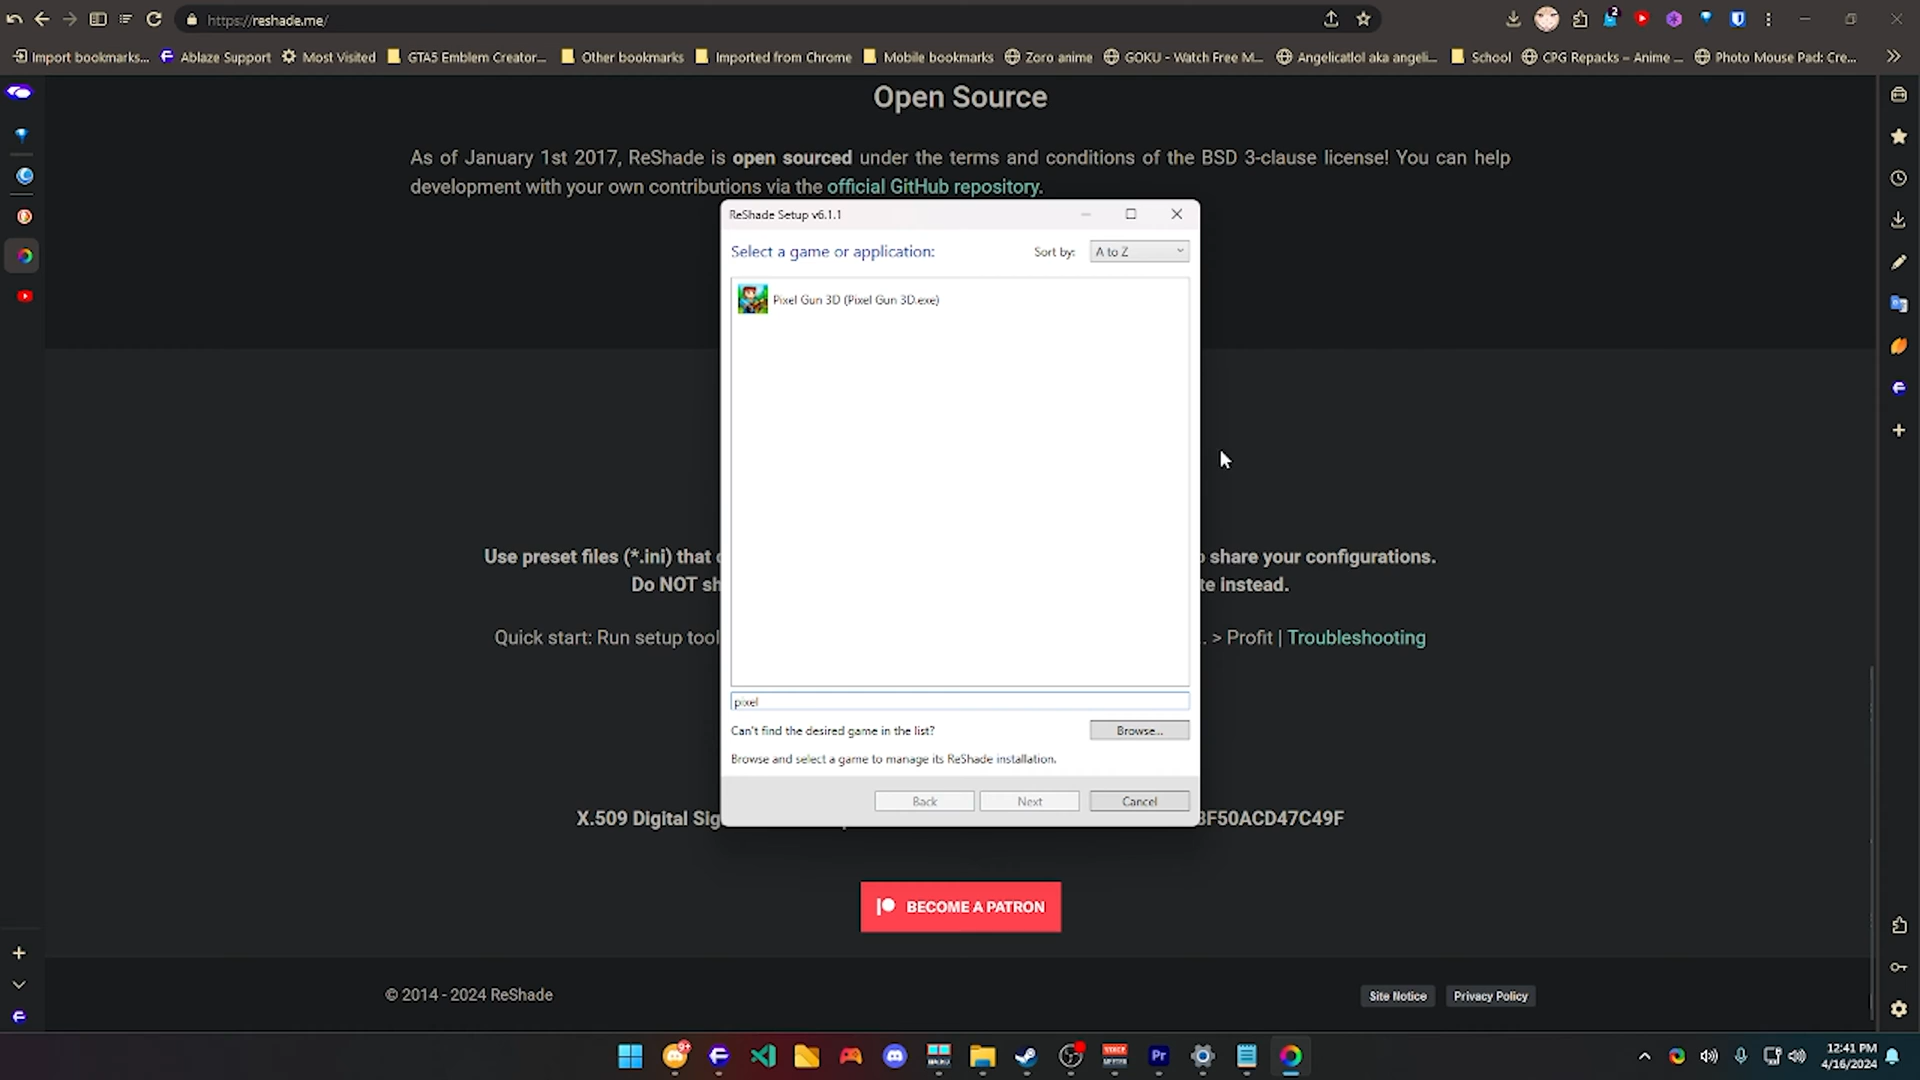 https://reshade.me/
2
Import bookmarks...
Ablaze Support
Most Visited
GTA5 Emblem Creator...
Other bookmarks
Imported from Chrome
Mobile bookmarks
Zoro anime
GOKU - Watch Free M...
Angelicatlol aka angeli...
School
CPG Repacks – Anime ...
Photo Mouse Pad: Cre...
Open Source
As of January 1st 2017, ReShade is open sourced under the terms and conditions of the BSD 3-clause license! You can help
development with your own contributions via the official GitHub repository.
ReShade Setup v6.1.1
Select a game or application:
Sort by:
A to Z
Pixel Gun 3D (Pixel Gun 3D.exe)
Use preset files (*.ini) that
share your configurations.
Do NOT sh
te instead.
Quick start: Run setup tool
. > Profit | Troubleshooting
pixel
Can't find the desired game in the list?
Browse...
Browse and select a game to manage its ReShade installation.
Back
Next
Cancel
X.509 Digital Sig
F50ACD47C49F
BECOME A PATRON
© 2014 - 2024 ReShade
Site Notice
Privacy Policy
Pr
12:41 PM
4/16/2024